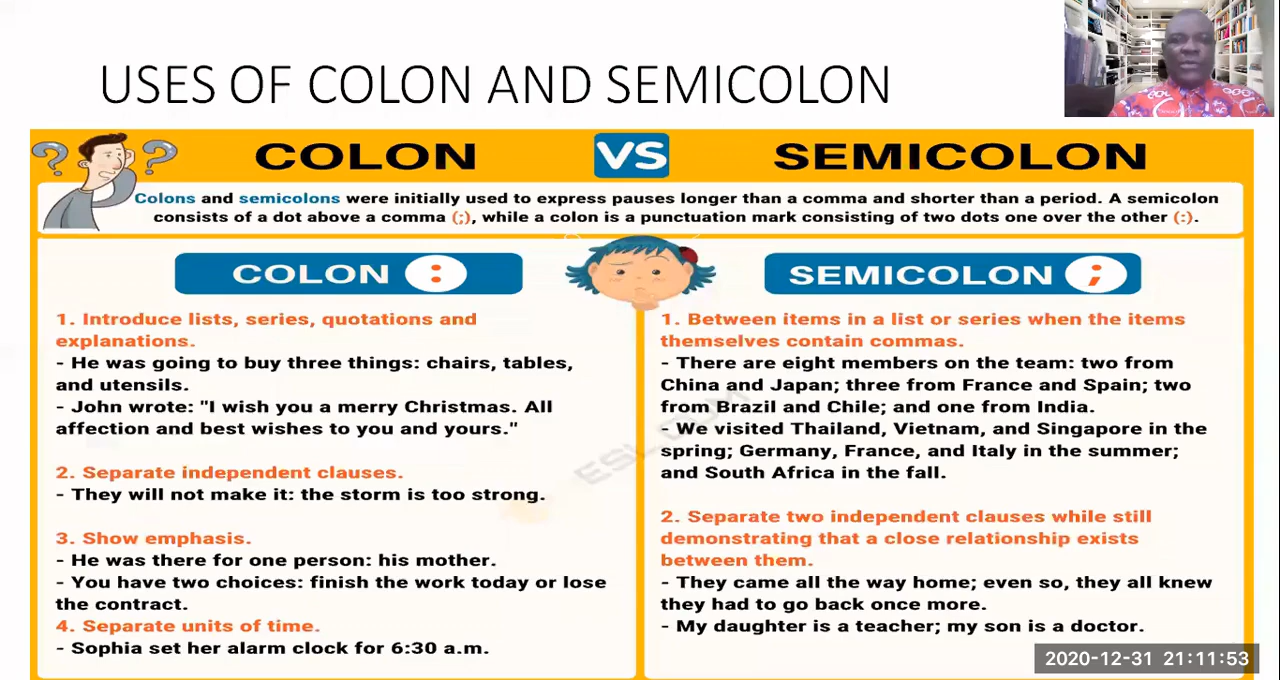 USES OF COLON AND SEMICOLON
COLON VS SEMICOLON
Colons and semicolons were initially used to express pauses longer than a comma and shorter than a period. A semicolon
consists of a dot above a comma (;), while a colon is a punctuation mark consisting of two dots one over the other (:).
COLON :
1. Introduce lists, series, quotations and
explanations.
- He was going to buy three things: chairs, tables,
and utensils.
- John wrote: "I wish you a merry Christmas. All
affection and best wishes to you and yours."
2. Separate independent clauses.
- They will not make it: the storm is too strong.
3. Show emphasis.
- He was there for one person: his mother.
- You have two choices: finish the work today or lose
the contract.
4. Separate units of time.
- Sophia set her alarm clock for 6:30 a.m.
SEMICOLON ;
1. Between items in a list or series when the items
themselves contain commas.
- There are eight members on the team: two from
China and Japan; three from France and Spain; two
from Brazil and Chile; and one from India.
- We visited Thailand, Vietnam, and Singapore in the
spring; Germany, France, and Italy in the summer;
and South Africa in the fall.
2. Separate two independent clauses while still
demonstrating that a close relationship exists
between them.
- They came all the way home; even so, they all knew
they had to go back once more.
- My daughter is a teacher; my son is a doctor.
ESL.COM
2020-12-31 21:11:53